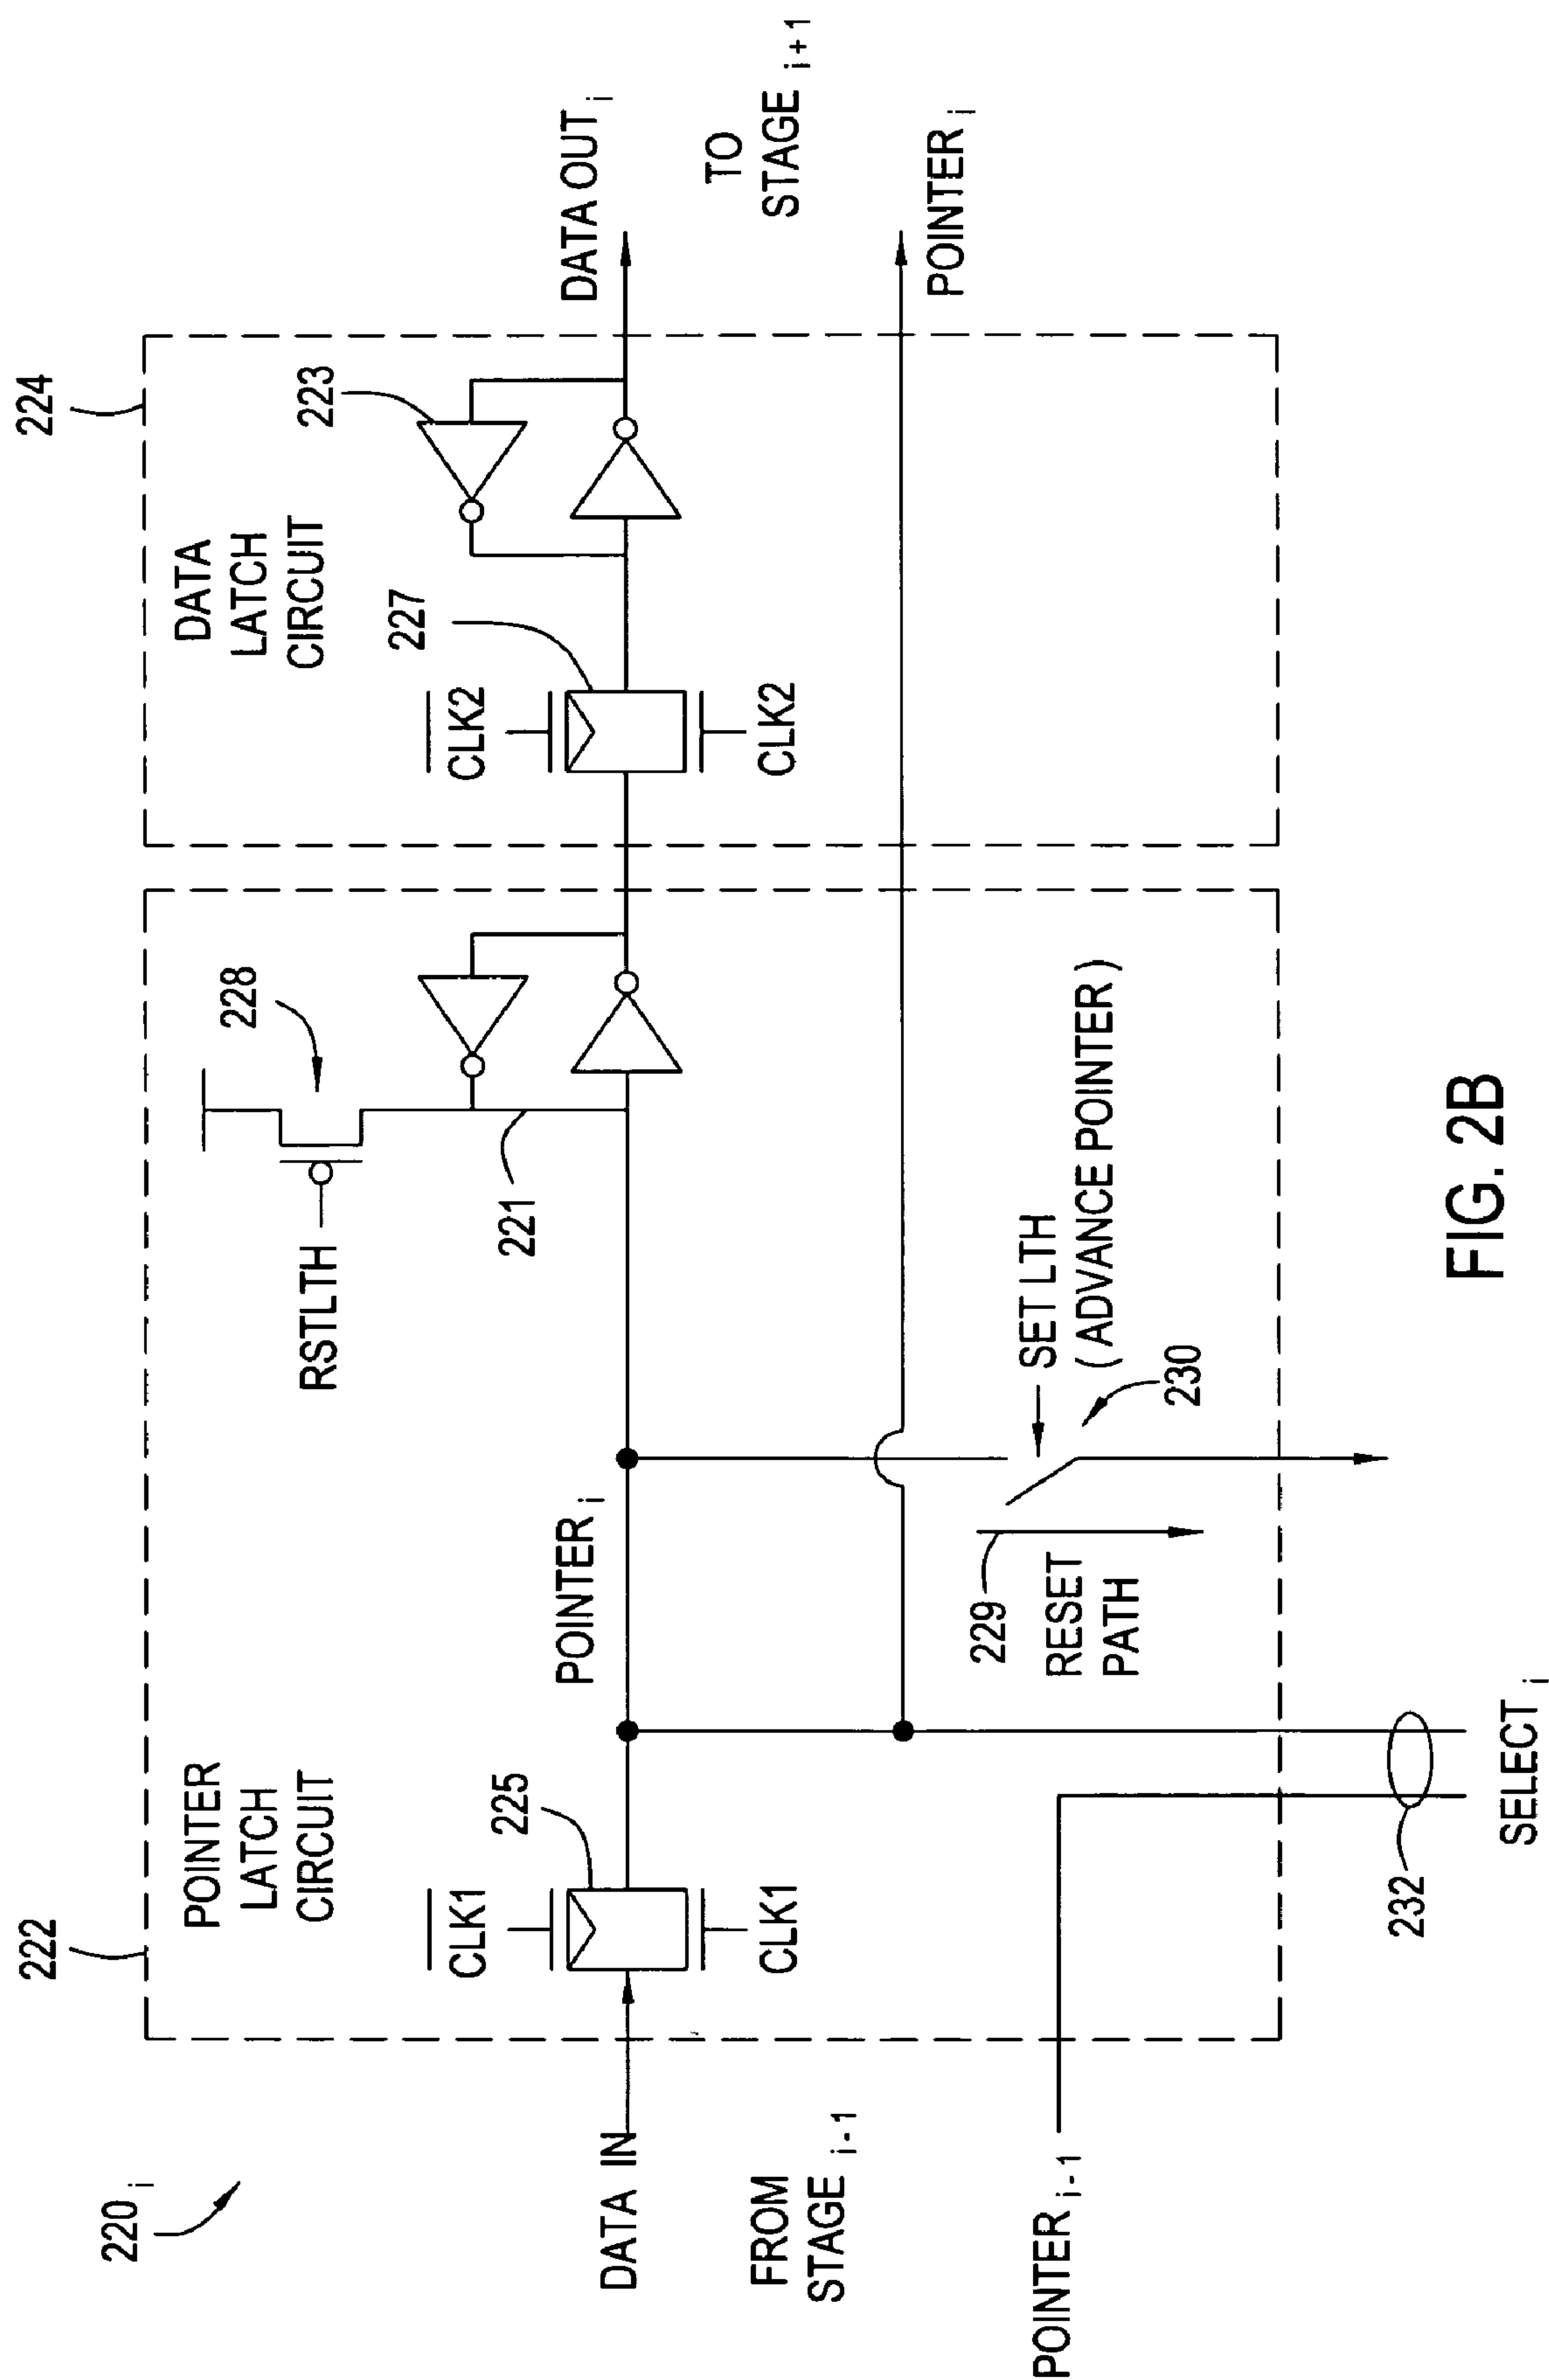 220 i
222
224
POINTER
LATCH
CIRCUIT
DATA
LATCH
CIRCUIT
RSTLTH
228
223
CLK1
225
221
CLK2
227
DATA IN
POINTER i
DATA OUT i
CLK1
CLK2
FROM
STAGE i-1
TO
STAGE i+1
POINTER i
229
RESET
PATH
SET LTH
(ADVANCE POINTER)
230
POINTER i-1
232
SELECT i
FIG. 2B